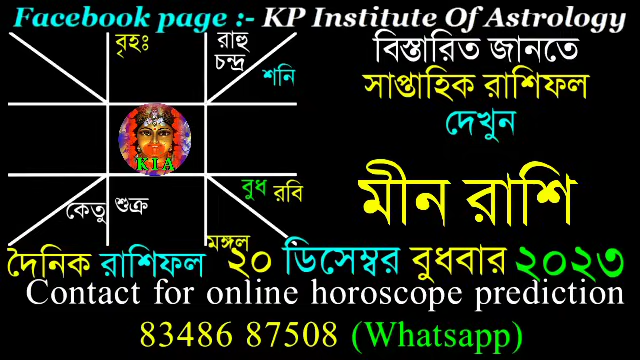 Facebook page :- KP Institute Of Astrology
বৃহঃ
রাহু
চন্দ্র
শনি
বিস্তারিত জানতে
সাপ্তাহিক রাশিফল
দেখুন
KIA
বুধ রবি
মীন রাশি
কেতু শুক্র
মঙ্গল
দৈনিক রাশিফল ২০ ডিসেম্বর বুধবার ২০২৩
Contact for online horoscope prediction
83486 87508 (Whatsapp)